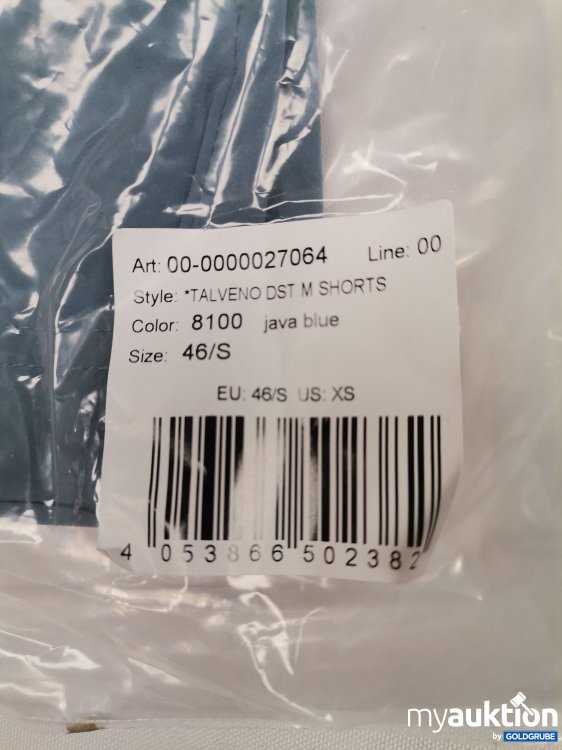 Art: 00-0000027064 Line: 00
Style: *TALVENO DST M SHORTS
Color: 8100 java blue
Size: 46/S
EU: 46/S US: XS
4 053866 502382
myauktion
by GOLDGRUBE